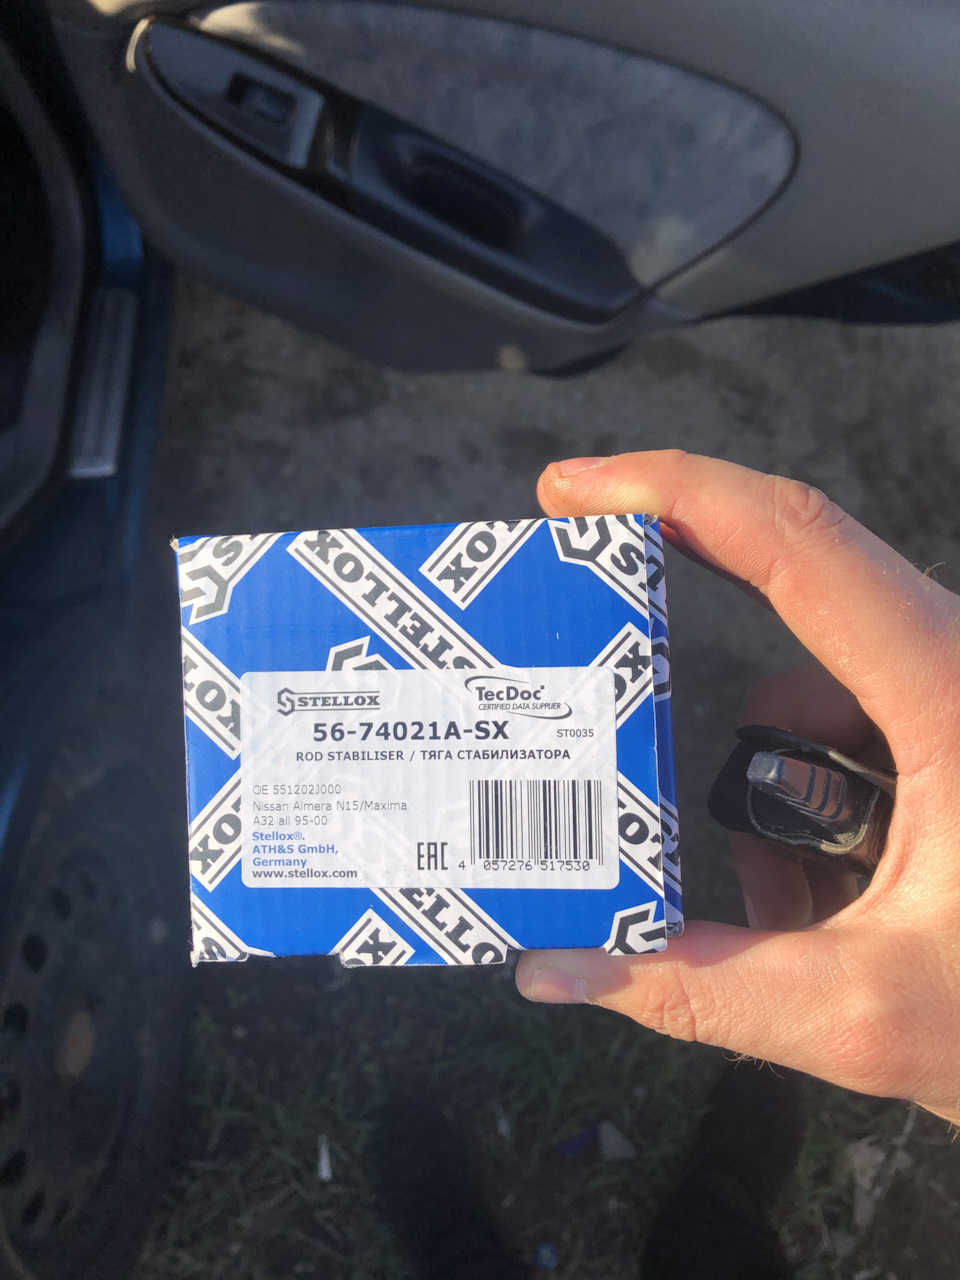 STELLOX
STELLOX
TecDoc
CERTIFIED DATA SUPPLIER
56-74021A-SX
ST0035
ROD STABILISER / ТЯГА СТАБИЛИЗАТОРА
OE 551202J000
Nissan Almera N15/Maxima
A32 all 95-00
Stellox®.
ATH&S GmbH,
Germany
www.stellox.com
EAC
4 057276 517530